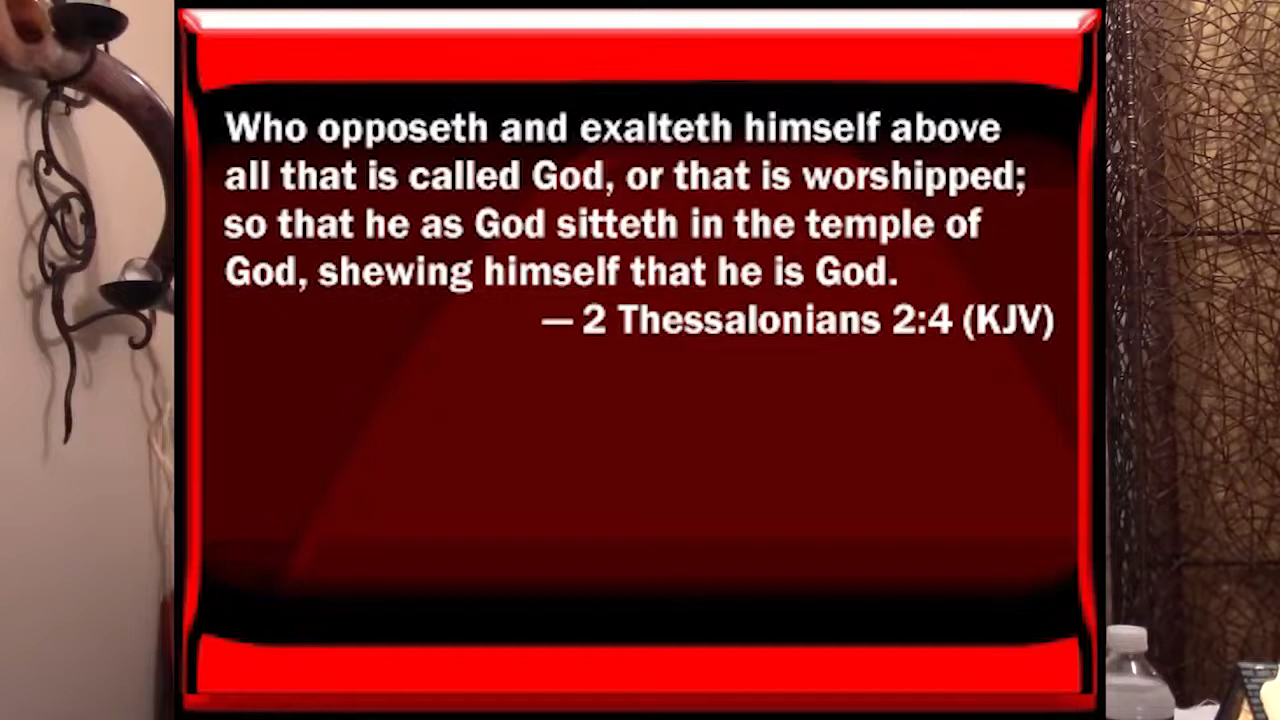 Who opposeth and exalteth himself above
all that is called God, or that is worshipped;
so that he as God sitteth in the temple of
God, shewing himself that he is God.
— 2 Thessalonians 2:4 (KJV)